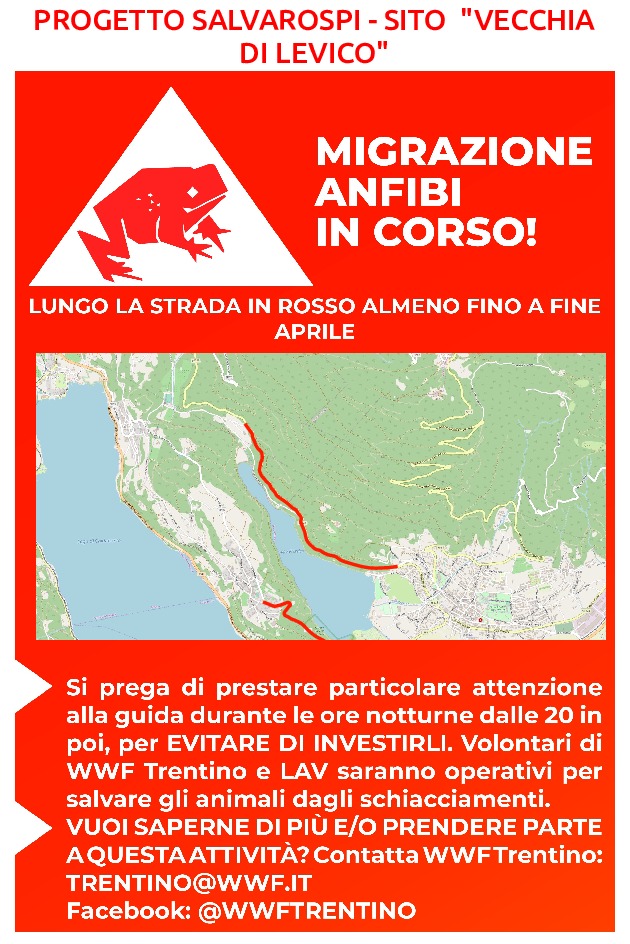 PROGETTO SALVAROSPI - SITO "VECCHIA
DI LEVICO"
MIGRAZIONE
ANFIBI
IN CORSO!
LUNGO LA STRADA IN ROSSO ALMENO FINO A FINE
APRILE
Si prega di prestare particolare attenzione
alla guida durante le ore notturne dalle 20 in
poi, per EVITARE DI INVESTIRLI. Volontari di
WWF Trentino e LAV saranno operativi per
salvare gli animali dagli schiacciamenti.
VUOI SAPERNE DI PIÙ E/O PRENDERE PARTE
A QUESTA ATTIVITÀ? Contatta WWF Trentino:
TRENTINO@WWF.IT
Facebook: @WWFTRENTINO